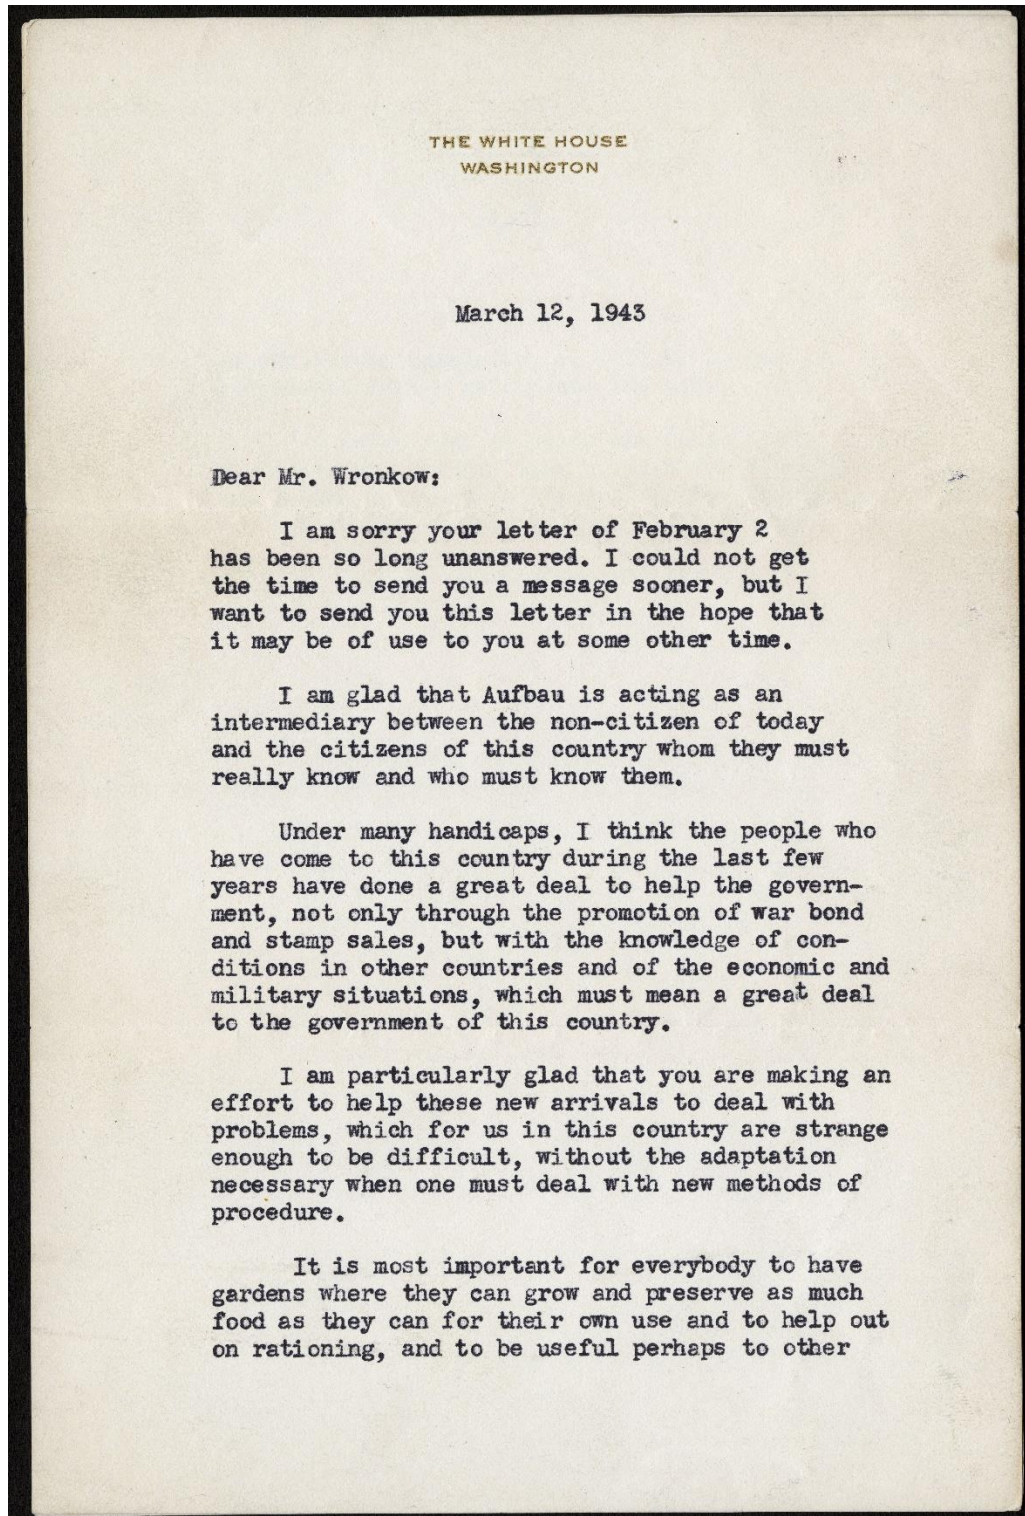 THE WHITE HOUSE
WASHINGTON
March 12, 1943
Dear Mr. Wronkow:
I am sorry your letter of February 2
has been so long unanswered. I could not get
the time to send you a message sooner, but I
want to send you this letter in the hope that
it may be of use to you at some other time.
I am glad that Aufbau is acting as an
intermediary between the non-citizen of today
and the citizens of this country whom they must
really know and who must know them.
Under many handicaps, I think the people who
have come to this country during the last few
years have done a great deal to help the govern-
ment, not only through the promotion of war bond
and stamp sales, but with the knowledge of con-
ditions in other countries and of the economic and
military situations, which must mean a great deal
to the government of this country.
I am particularly glad that you are making an
effort to help these new arrivals to deal with
problems, which for us in this country are strange
enough to be difficult, without the adaptation
necessary when one must deal with new methods of
procedure.
It is most important for everybody to have
gardens where they can grow and preserve as much
food as they can for their own use and to help out
on rationing, and to be useful perhaps to other